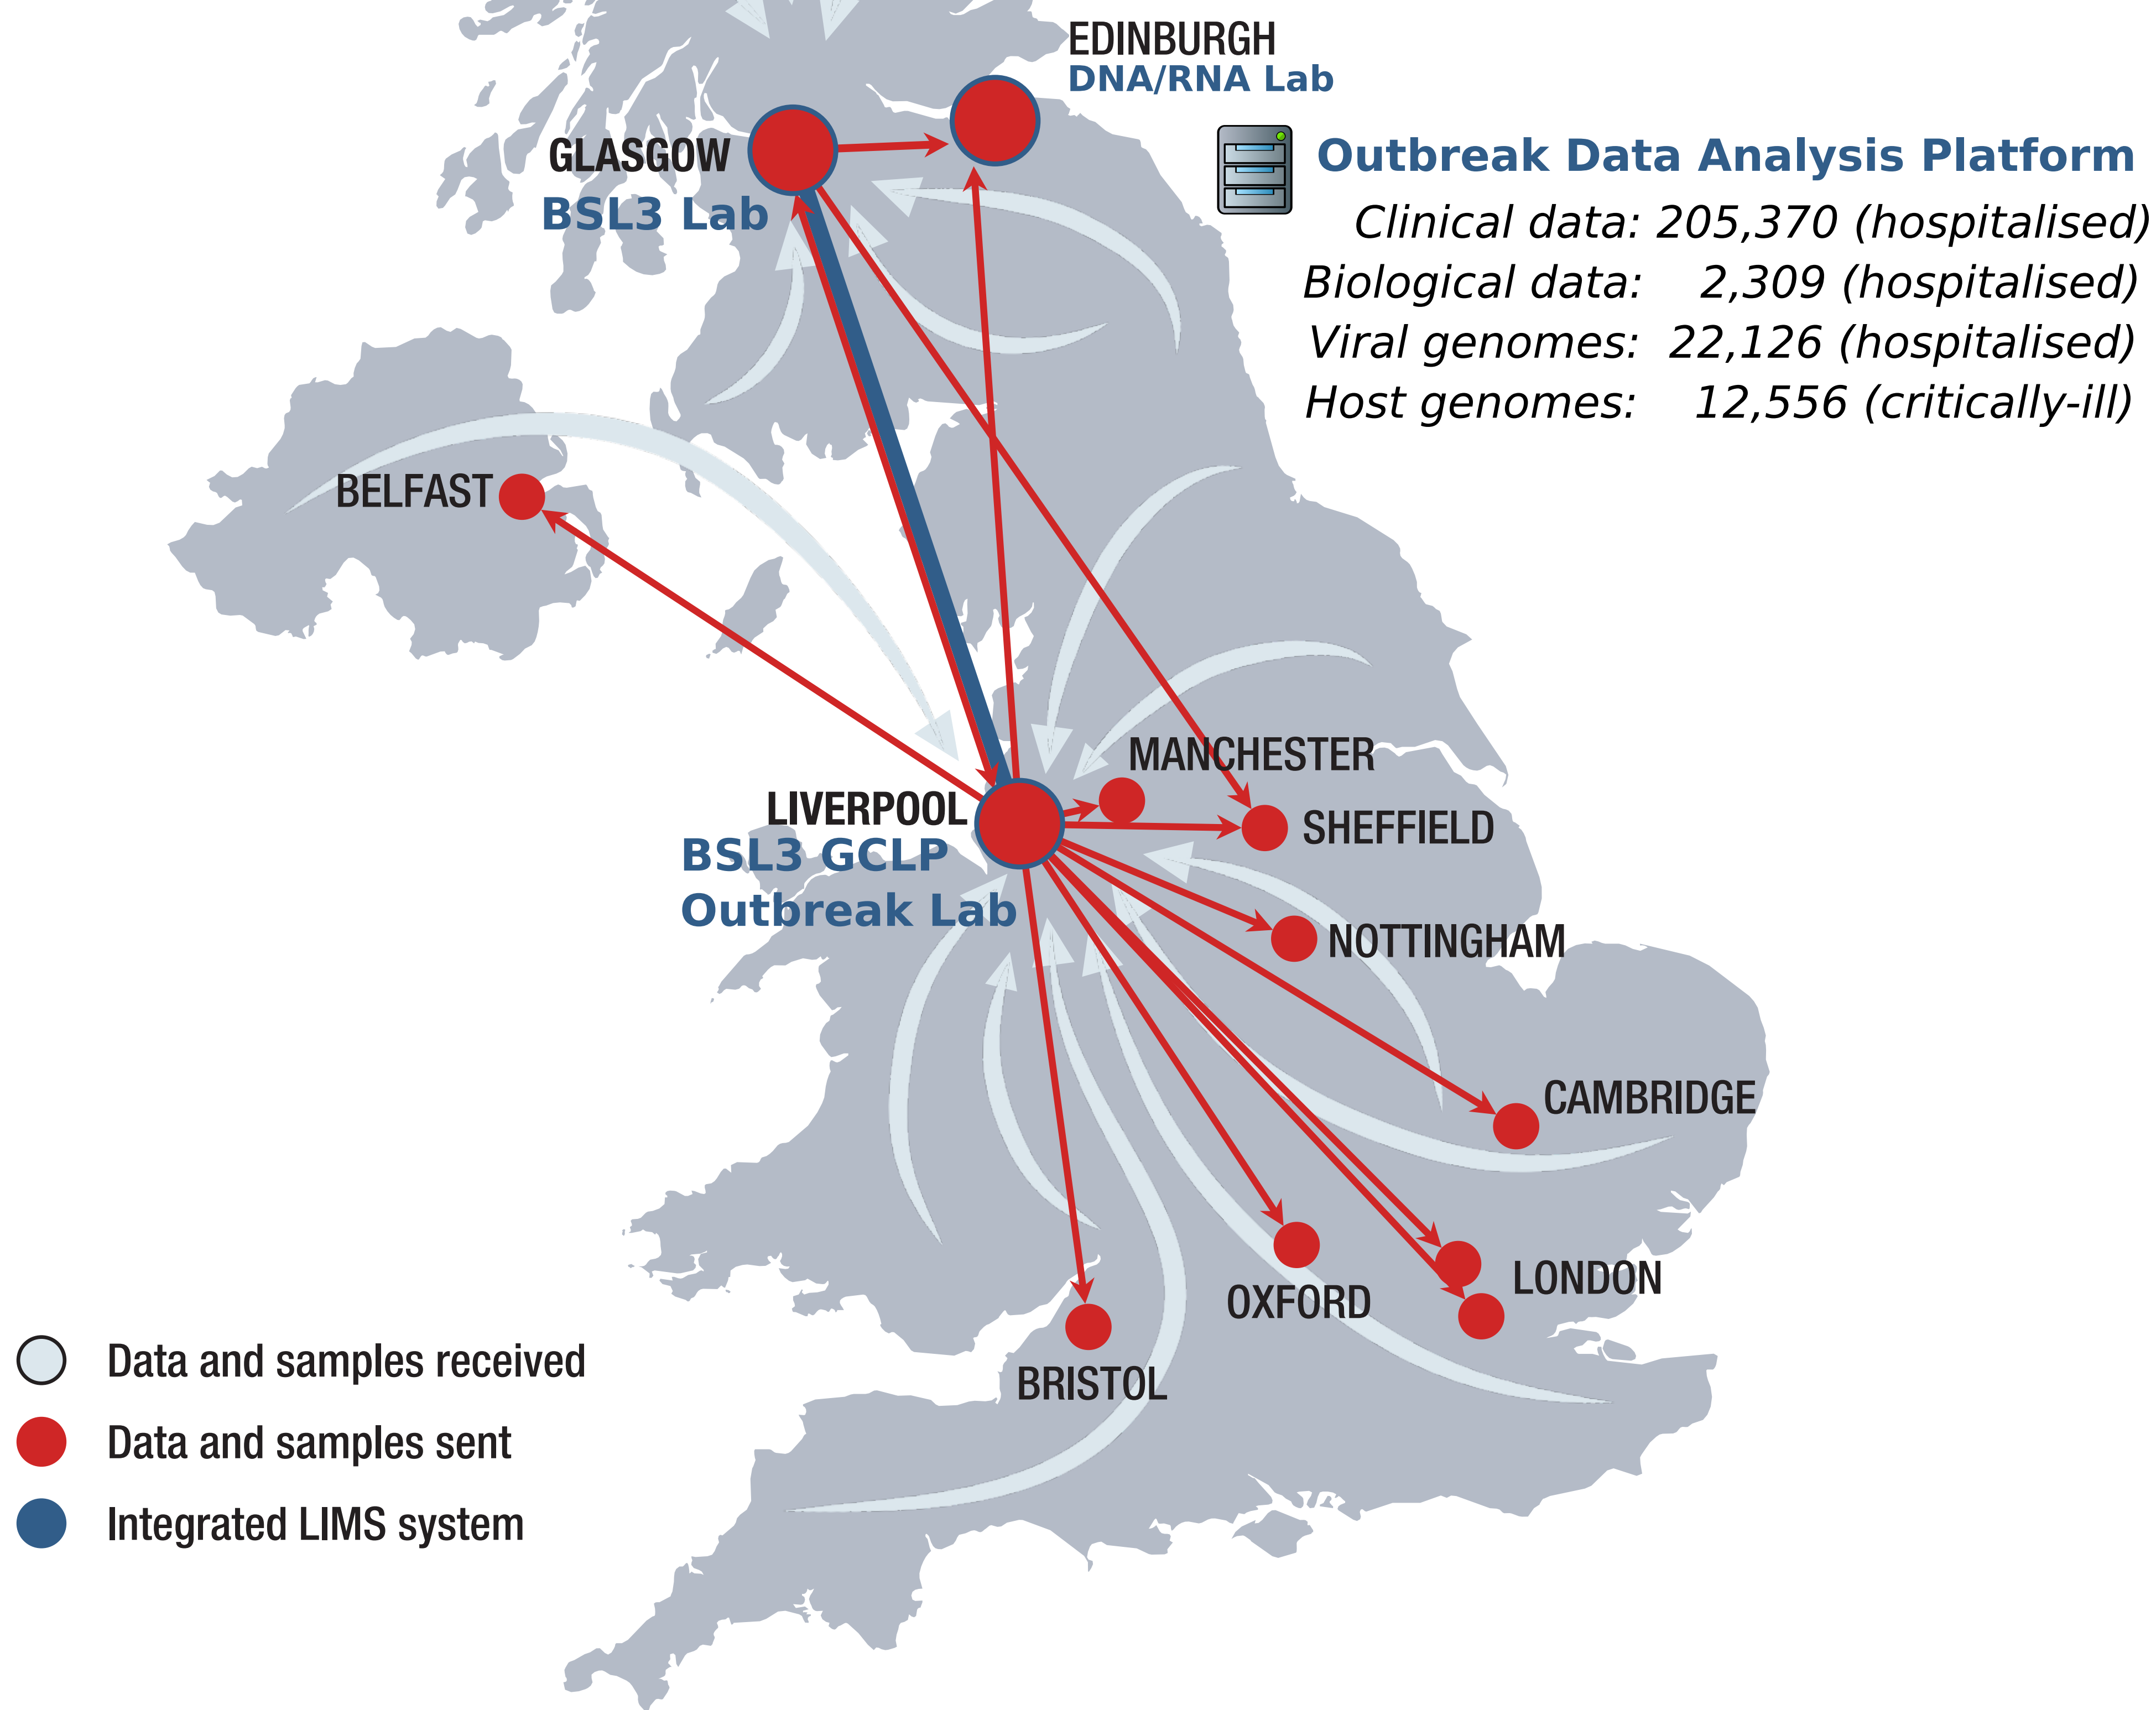 EDINBURGH
DNA/RNA Lab
GLASGOW
BSL3 Lab
Outbreak Data Analysis Platform
Clinical data: 205,370 (hospitalised)
Biological data: 2,309 (hospitalised)
Viral genomes: 22,126 (hospitalised)
Host genomes: 12,556 (critically-ill)
BELFAST
MANCHESTER
LIVERPOOL
BSL3 GCLP
Outbreak Lab
SHEFFIELD
NOTTINGHAM
CAMBRIDGE
LONDON
OXFORD
BRISTOL
Data and samples received
Data and samples sent
Integrated LIMS system